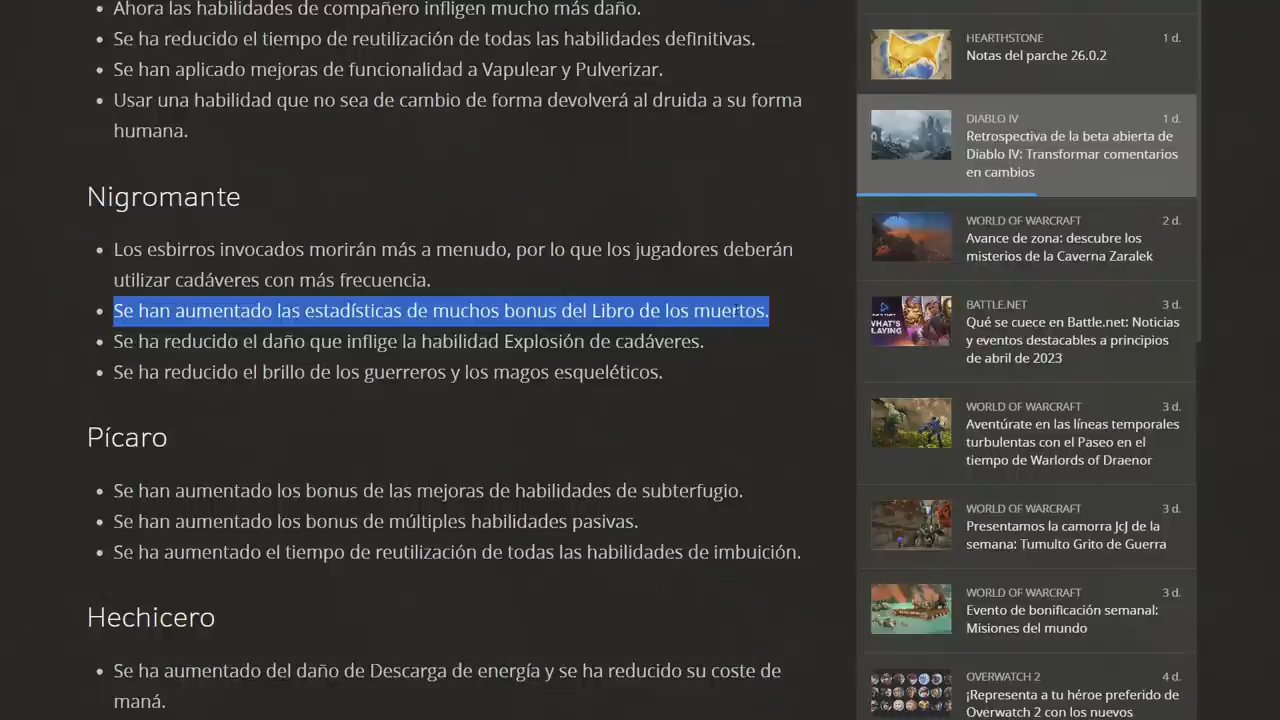 Ahora las habilidades de compañero infligen mucho más daño.
Se ha reducido el tiempo de reutilización de todas las habilidades definitivas.
Se han aplicado mejoras de funcionalidad a Vapulear y Pulverizar.
Usar una habilidad que no sea de cambio de forma devolverá al druida a su forma
humana.
Nigromante
Los esbirros invocados morirán más a menudo, por lo que los jugadores deberán
utilizar cadáveres con más frecuencia.
Se han aumentado las estadísticas de muchos bonus del Libro de los muertos.
Se ha reducido el daño que inflige la habilidad Explosión de cadáveres.
Se ha reducido el brillo de los guerreros y los magos esqueléticos.
Pícaro
Se han aumentado los bonus de las mejoras de habilidades de subterfugio.
Se han aumentado los bonus de múltiples habilidades pasivas.
Se ha aumentado el tiempo de reutilización de todas las habilidades de imbuición.
Hechicero
Se ha aumentado del daño de Descarga de energía y se ha reducido su coste de
maná.
HEARTHSTONE 1 d.
Notas del parche 26.0.2
DIABLO IV 1 d.
Retrospectiva de la beta abierta de
Diablo IV: Transformar comentarios
en cambios
WORLD OF WARCRAFT 2 d.
Avance de zona: descubre los
misterios de la Caverna Zaralek
WHAT'S
PLAYING
BATTLE.NET 3 d.
Qué se cuece en Battle.net: Noticias
y eventos destacables a principios
de abril de 2023
WORLD OF WARCRAFT 3 d.
Aventúrate en las líneas temporales
turbulentas con el Paseo en el
tiempo de Warlords of Draenor
WORLD OF WARCRAFT 3 d.
Presentamos la camorra JcJ de la
semana: Tumulto Grito de Guerra
WORLD OF WARCRAFT 3 d.
Evento de bonificación semanal:
Misiones del mundo
OVERWATCH 2 4 d.
¡Representa a tu héroe preferido de
Overwatch 2 con los nuevos